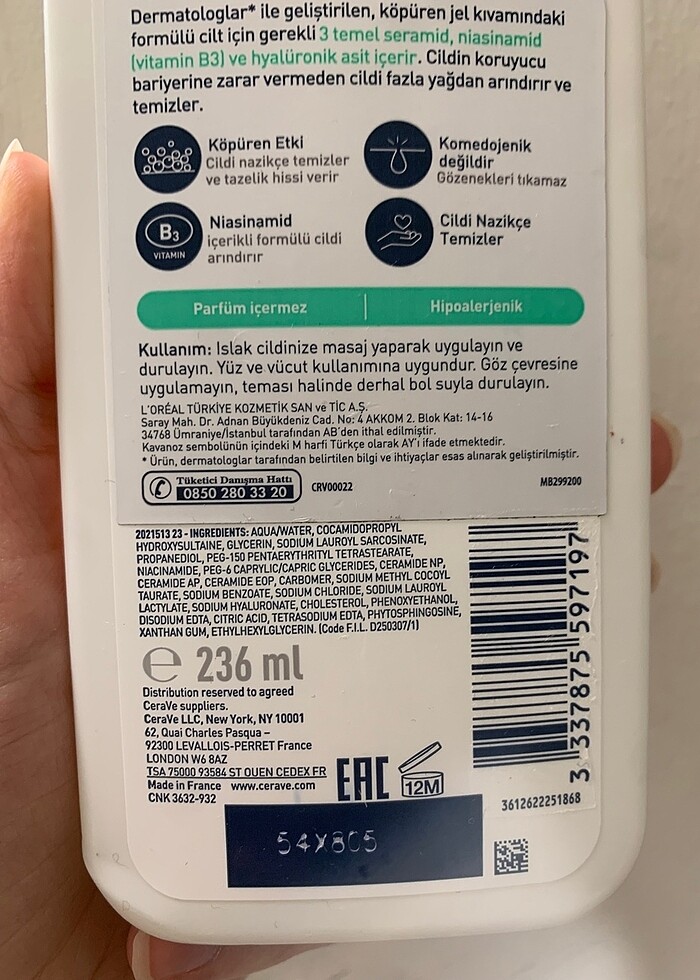 Dermatologlar* ile geliştirilen, köpüren jel kıvamındaki
formülü cilt için gerekli 3 temel seramid, niasinamid
(vitamin B3) ve hyalüronik asit içerir. Cildin koruyucu
bariyerine zarar vermeden cildi fazla yağdan arındırır ve
temizler.
Köpüren Etki
Cildi nazikçe temizler
ve tazelik hissi verir
Komedojenik
değildir
Gözenekleri tıkamaz
B3
VITAMIN
Niasinamid
içerikli formülü cildi
arındırır
Cildi Nazikçe
Temizler
Parfüm içermez | Hipoalerjenik
Kullanım: Islak cildinize masaj yaparak uygulayın ve
durulayın. Yüz ve vücut kullanımına uygundur. Göz çevresine
uygulamayın, teması halinde derhal bol suyla durulayın.
L'ORÉAL TÜRKİYE KOZMETİK SAN ve TİC A.Ş.
Saray Mah. Dr. Adnan Büyükdeniz Cad. No: 4 AKKOM 2. Blok Kat: 14-16
34768 Ümraniye/İstanbul tarafından AB'den ithal edilmiştir.
Kavanoz sembolünün içindeki M harfi Türkçe olarak AY'ı ifade etmektedir.
* Ürün, dermatologlar tarafından belirtilen bilgi ve ihtiyaçlar esas alınarak geliştirilmiştir.
Tüketici Danışma Hattı
0850 280 33 20
CRV00022
MB299200
2021513 23 - INGREDIENTS: AQUA/WATER, COCAMIDOPROPYL
HYDROXYSULTAINE, GLYCERIN, SODIUM LAUROYL SARCOSINATE,
PROPANEDIOL, PEG-150 PENTAERYTHRITYL TETRASTEARATE,
NIACINAMIDE, PEG-6 CAPRYLIC/CAPRIC GLYCERIDES, CERAMIDE NP,
CERAMIDE AP, CERAMIDE EOP, CARBOMER, SODIUM METHYL COCOYL
TAURATE, SODIUM BENZOATE, SODIUM CHLORIDE, SODIUM LAUROYL
LACTYLATE, SODIUM HYALURONATE, CHOLESTEROL, PHENOXYETHANOL,
DISODIUM EDTA, CITRIC ACID, TETRASODIUM EDTA, PHYTOSPHINGOSINE,
XANTHAN GUM, ETHYLHEXYLGLYCERIN. (Code F.I.L. D250307/1)
℮ 236 ml
Distribution reserved to agreed
CeraVe suppliers.
CeraVe LLC, New York, NY 10001
62, Quai Charles Pasqua –
92300 LEVALLOIS-PERRET France
LONDON W6 8AZ
TSA 75000 93584 ST OUEN CEDEX FR
Made in France www.cerave.com
CNK 3632-932
EAC
12M
3 337875 597197
3612622251868
54X805